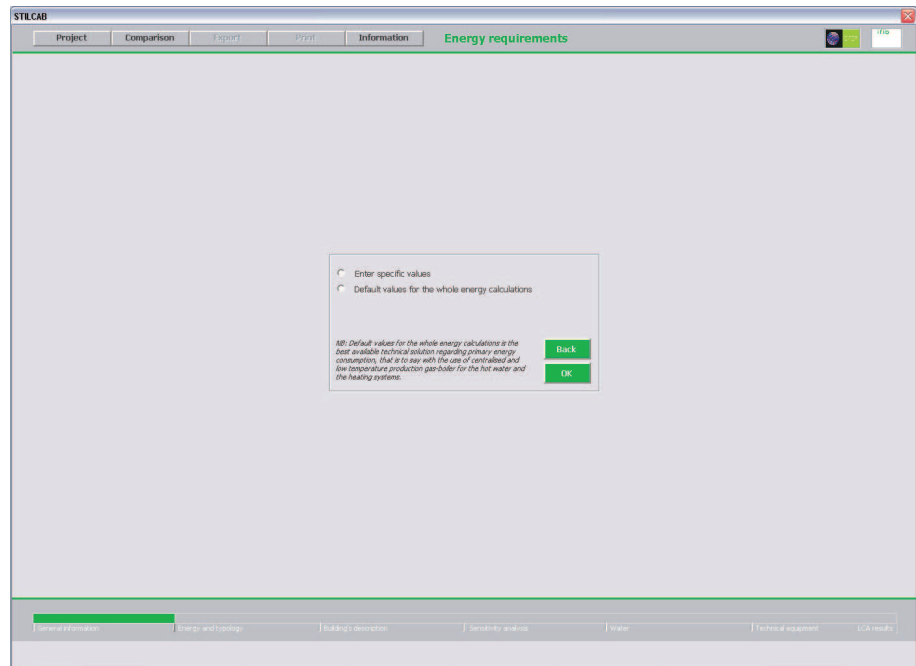 STILCAB
Project Comparison Export Print Information Energy requirements
Enter specific values
Default values for the whole energy calculations
NB: Default values for the whole energy calculations is the
best available technical solution regarding primary energy
consumption, that is to say with the use of centralised and
low temperature production gas-boiler for the hot water and
the heating systems.
Back
OK
General information Energy and typology Building's description Sensitivity analysis Water Technical equipment LCA results